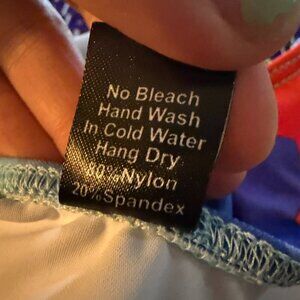 No Bleach
Hand Wash
In Cold Water
Hang Dry
80%Nylon
20%Spandex